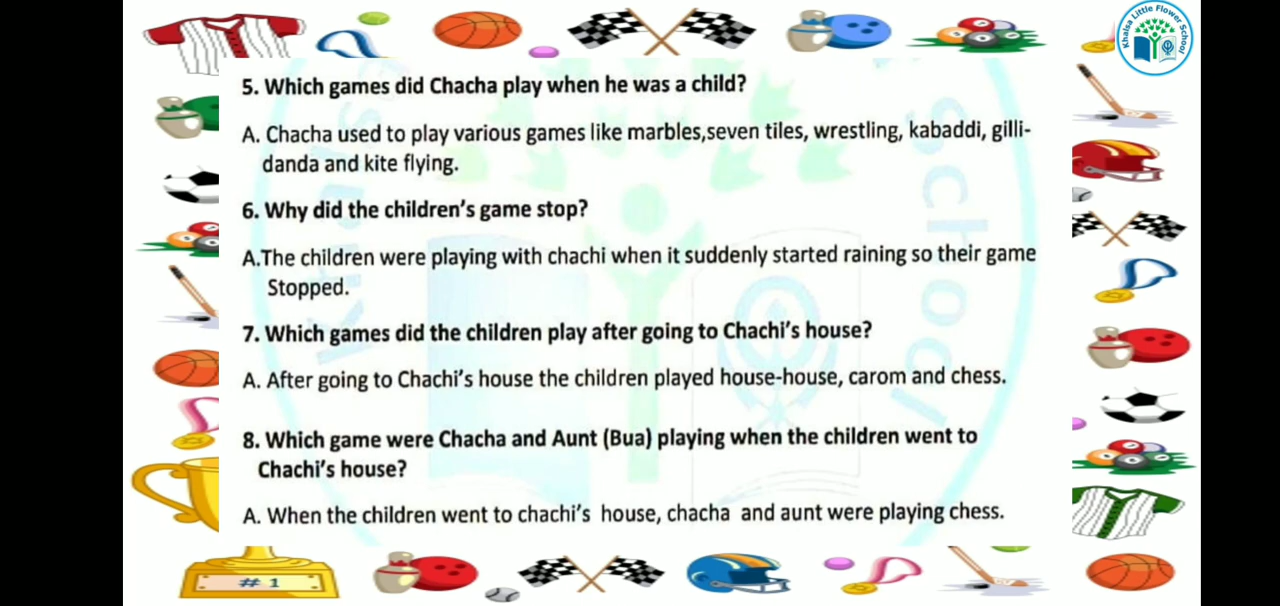 Khalsa Little Flower School
5. Which games did Chacha play when he was a child?
A. Chacha used to play various games like marbles,seven tiles, wrestling, kabaddi, gilli-
danda and kite flying.
6. Why did the children's game stop?
A.The children were playing with chachi when it suddenly started raining so their game
Stopped.
7. Which games did the children play after going to Chachi's house?
A. After going to Chachi's house the children played house-house, carom and chess.
8. Which game were Chacha and Aunt (Bua) playing when the children went to
Chachi's house?
A. When the children went to chachi's house, chacha and aunt were playing chess.
# 1